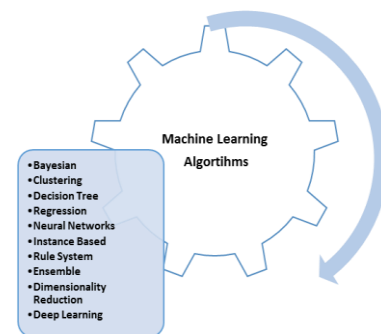 Machine Learning
Algortihms
•Bayesian
•Clustering
•Decision Tree
•Regression
•Neural Networks
•Instance Based
•Rule System
•Ensemble
•Dimensionality
Reduction
•Deep Learning